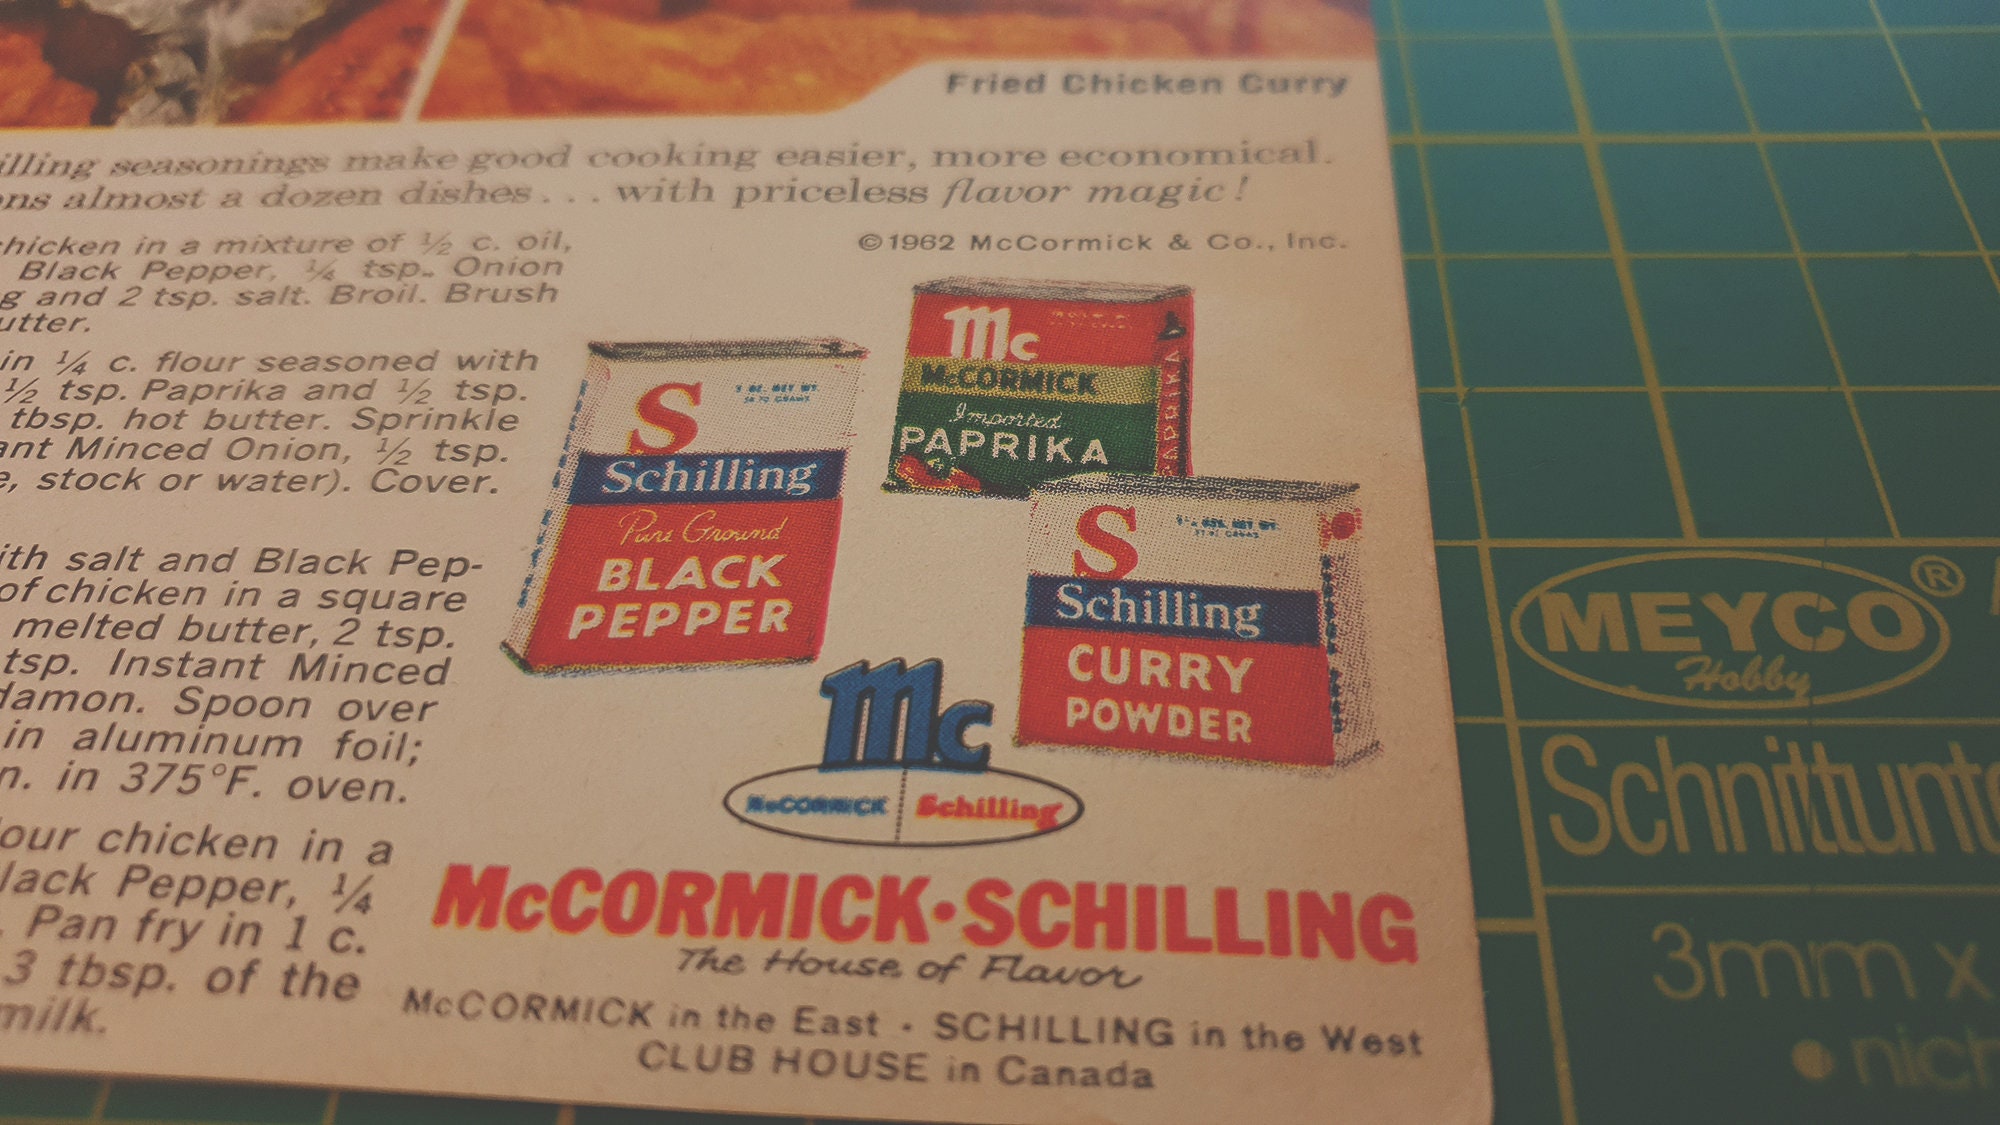 Fried Chicken Curry
illing seasonings make good cooking easier, more economical.
ons almost a dozen dishes... with priceless flavor magic!
chicken in a mixture of ½ c. oil,
Black Pepper, ¼ tsp. Onion
g and 2 tsp. salt. Broil. Brush
utter.
in ¼ c. flour seasoned with
½ tsp. Paprika and ½ tsp.
tbsp. hot butter. Sprinkle
ant Minced Onion, ½ tsp.
e, stock or water). Cover.
ith salt and Black Pep-
of chicken in a square
melted butter, 2 tsp.
tsp. Instant Minced
damon. Spoon over
in aluminum foil;
n. in 375°F. oven.
lour chicken in a
lack Pepper, ¼
. Pan fry in 1 c.
3 tbsp. of the
milk.
©1962 McCormick & Co., Inc.
Mc
McCORMICK
Imported
PAPRIKA
PAPRIKA
S
Schilling
Pure Ground
BLACK
PEPPER
S
Schilling
CURRY
POWDER
Mc
McCORMICK Schilling
McCORMICK·SCHILLING
The House of Flavor
McCORMICK in the East · SCHILLING in the West
CLUB HOUSE in Canada
MEYCO®
Hobby
Schnittunt
3mm x
• nich